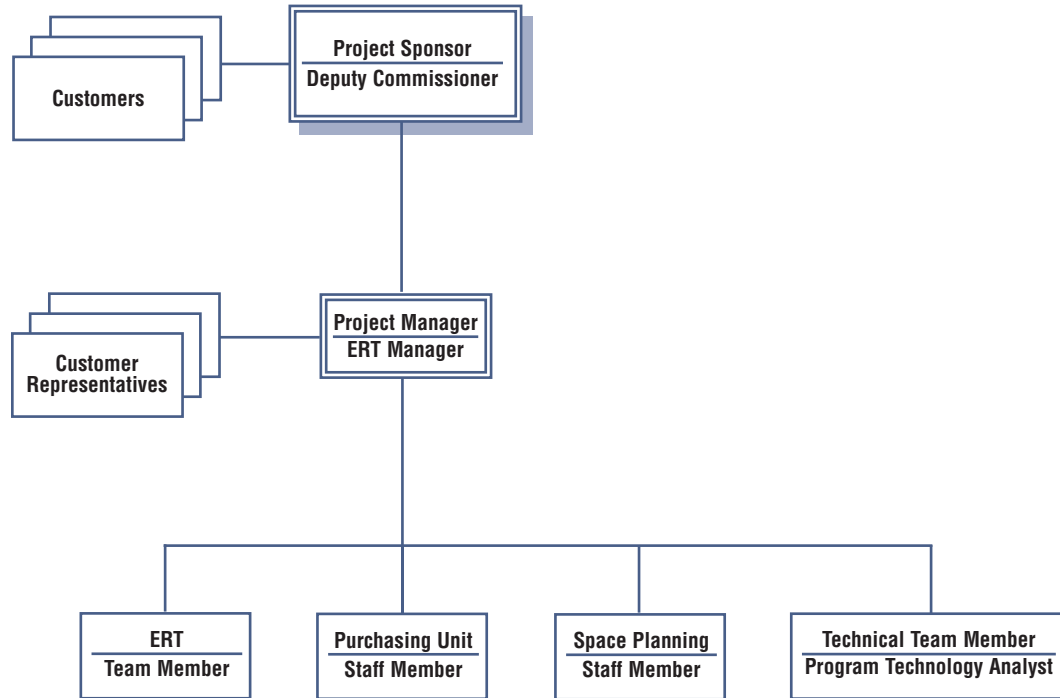 Project Sponsor
Deputy Commissioner
Customers
Project Manager
ERT Manager
Customer
Representatives
ERT
Team Member
Purchasing Unit
Staff Member
Space Planning
Staff Member
Technical Team Member
Program Technology Analyst